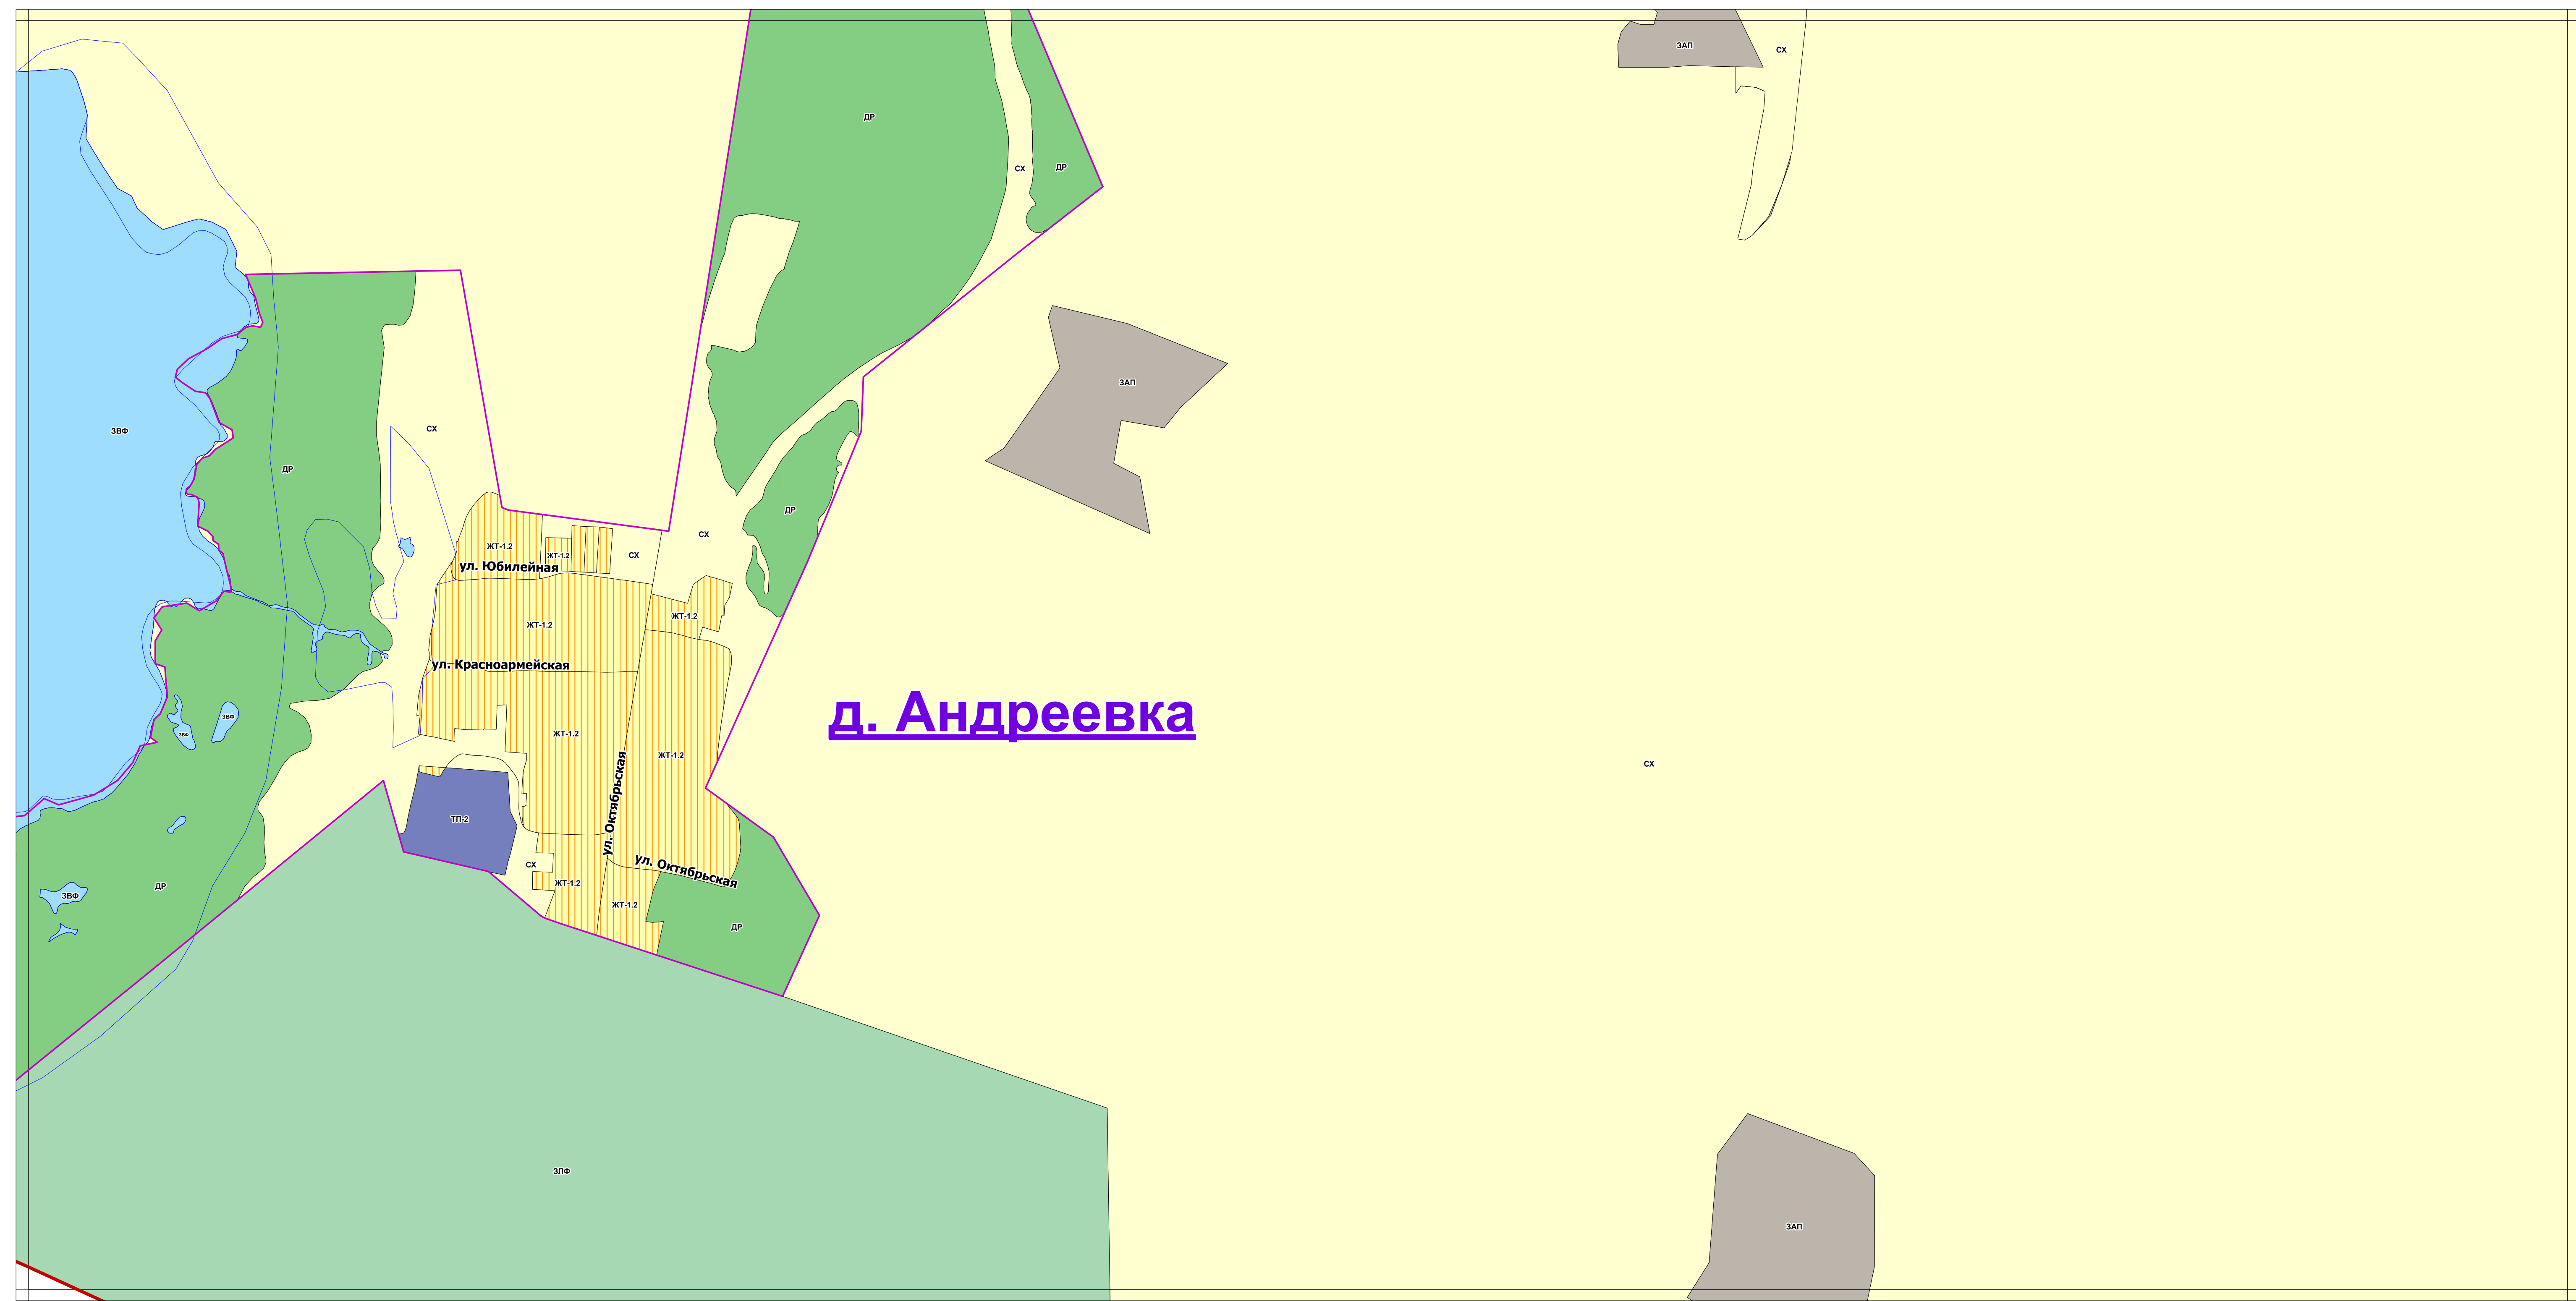 ЗАП
СХ
ДР
СХ
ДР
ЗАП
ЗВФ
СХ
ДР
ДР
СХ
ЖТ-1.2
ЖТ-1.2
СХ
ул. Юбилейная
ЖТ-1.2
ЖТ-1.2
ул. Красноармейская
д. Андреевка
ЗВФ
ЗВФ
ЖТ-1.2
ЖТ-1.2
СХ
ул. Октябрьская
ТП-2
СХ
ул. Октябрьская
ЖТ-1.2
ДР
ЗВФ
ЖТ-1.2
ДР
ЗЛФ
ЗАП